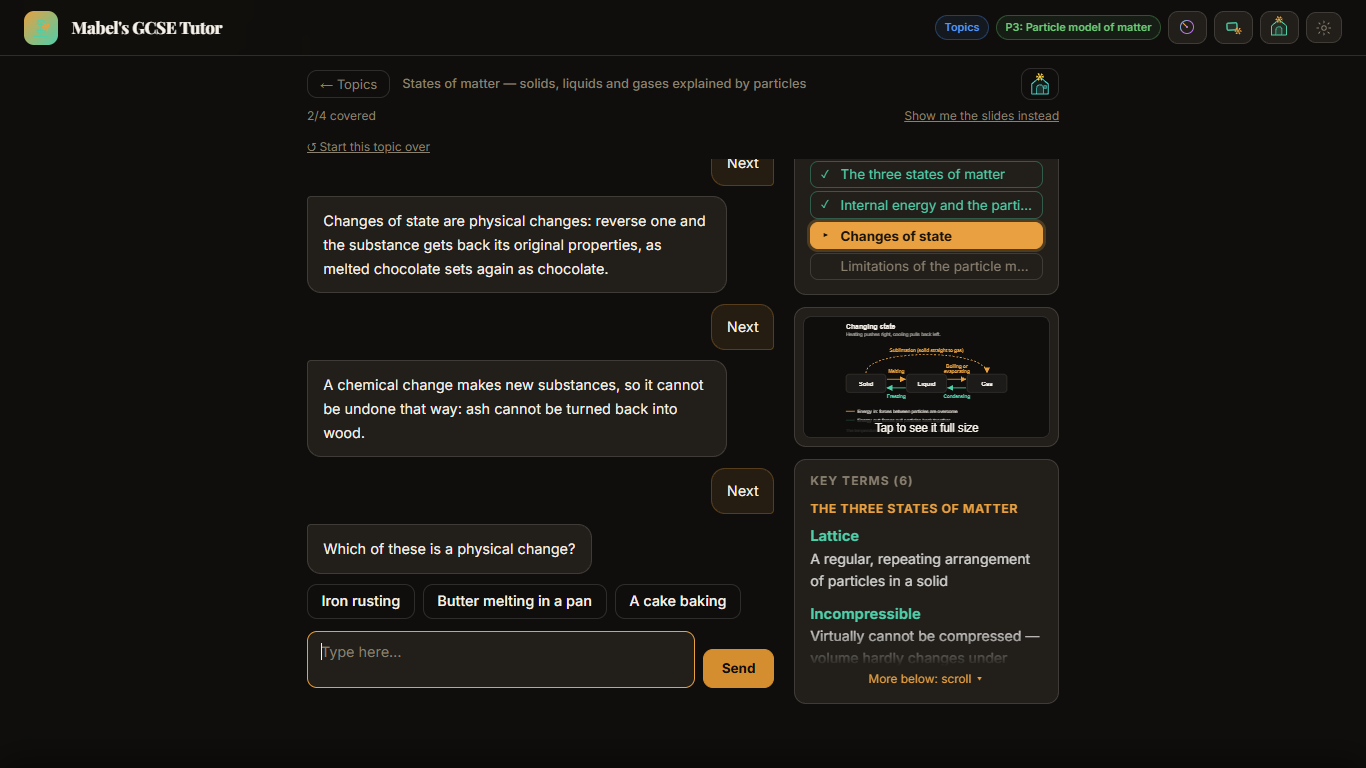 Mabel's GCSE Tutor
Topics
P3: Particle model of matter
← Topics
States of matter — solids, liquids and gases explained by particles
2/4 covered
Show me the slides instead
↺ Start this topic over
Next
Changes of state are physical changes: reverse one and
the substance gets back its original properties, as
melted chocolate sets again as chocolate.
Next
A chemical change makes new substances, so it cannot
be undone that way: ash cannot be turned back into
wood.
Next
Which of these is a physical change?
Iron rusting
Butter melting in a pan
A cake baking
Type here...
Send
✓ The three states of matter
✓ Internal energy and the parti...
Changes of state
Limitations of the particle m...
Changing state
Heating pushes right, cooling pulls back left.
Sublimation (solid straight to gas)
Melting
Boiling or
evaporating
Solid
Liquid
Gas
Freezing
Condensing
Energy in: forces between particles are overcome
Tap to see it full size
KEY TERMS (6)
THE THREE STATES OF MATTER
Lattice
A regular, repeating arrangement
of particles in a solid
Incompressible
Virtually cannot be compressed —
volume hardly changes under
More below: scroll